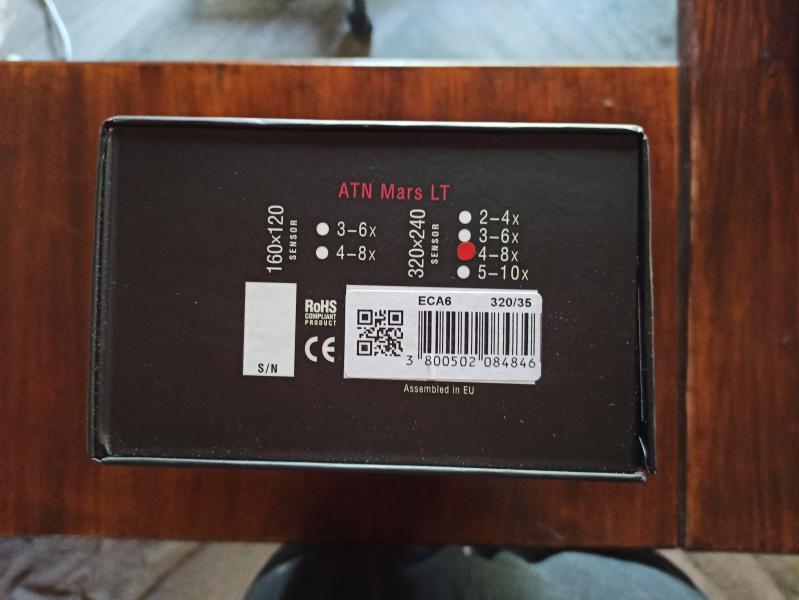 ATN Mars LT
160x120
SENSOR
3–6x
4–8x
320x240
SENSOR
2–4x
3–6x
4–8x
5–10x
S/N
RoHS
COMPLIANT
PRODUCT
CE
ECA6 320/35
3 800502 084846
Assembled in EU